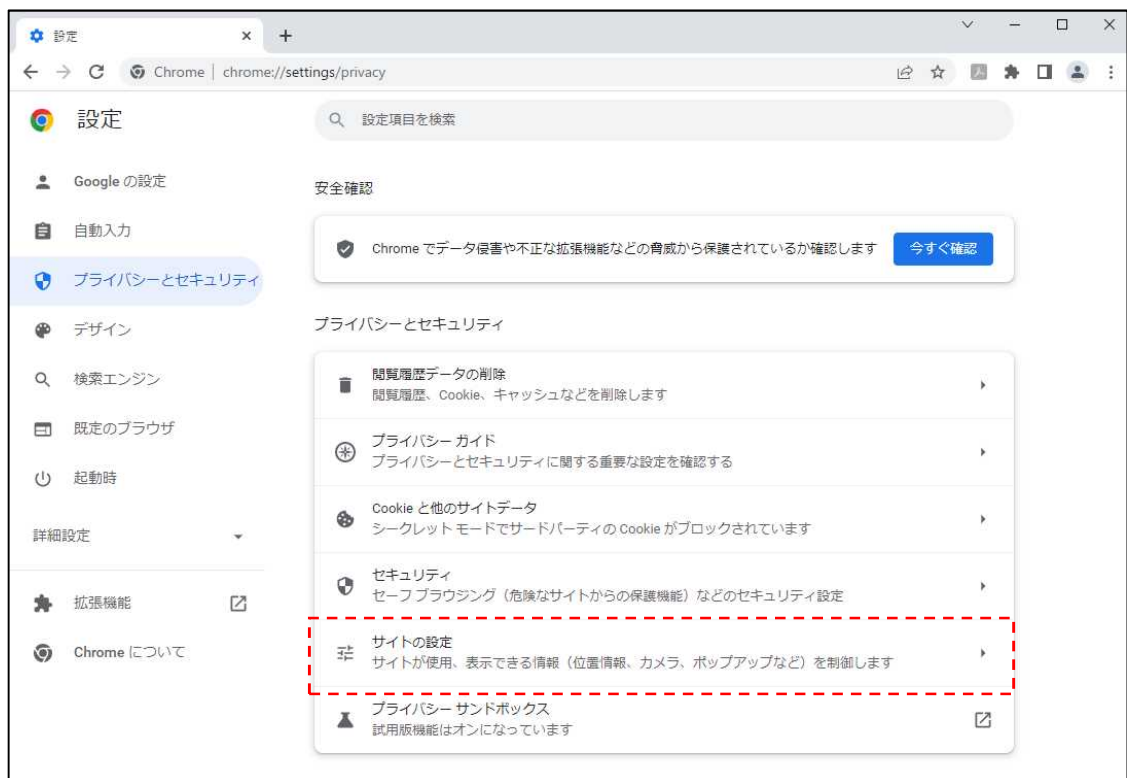 設定
Chrome | chrome://settings/privacy
設定
設定項目を検索
Google の設定
自動入力
プライバシーとセキュリティ
デザイン
検索エンジン
既定のブラウザ
起動時
詳細設定
拡張機能
Chrome について
安全確認
Chrome でデータ侵害や不正な拡張機能などの脅威から保護されているか確認します
今すぐ確認
プライバシーとセキュリティ
閲覧履歴データの削除
閲覧履歴、Cookie、キャッシュなどを削除します
プライバシー ガイド
プライバシーとセキュリティに関する重要な設定を確認する
Cookie と他のサイトデータ
シークレット モードでサードパーティの Cookie がブロックされています
セキュリティ
セーフ ブラウジング（危険なサイトからの保護機能）などのセキュリティ設定
サイトの設定
サイトが使用、表示できる情報（位置情報、カメラ、ポップアップなど）を制御します
プライバシー サンドボックス
試用版機能はオンになっています